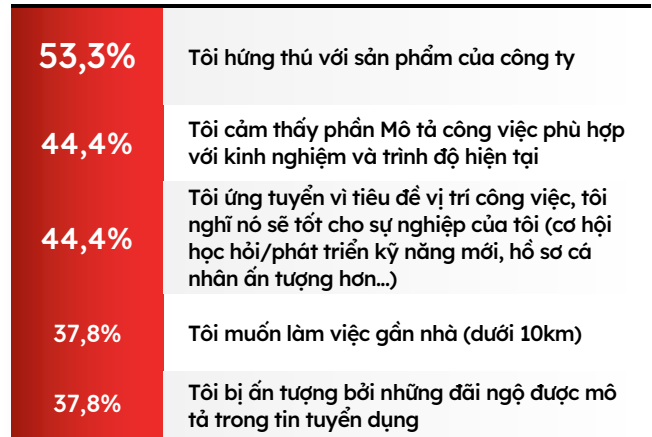 53,3%
Tôi hứng thú với sản phẩm của công ty
44,4%
Tôi cảm thấy phần Mô tả công việc phù hợp
với kinh nghiệm và trình độ hiện tại
44,4%
Tôi ứng tuyển vì tiêu đề vị trí công việc, tôi
nghĩ nó sẽ tốt cho sự nghiệp của tôi (cơ hội
học hỏi/phát triển kỹ năng mới, hồ sơ cá
nhân ấn tượng hơn...)
37,8%
Tôi muốn làm việc gần nhà (dưới 10km)
37,8%
Tôi bị ấn tượng bởi những đãi ngộ được mô
tả trong tin tuyển dụng